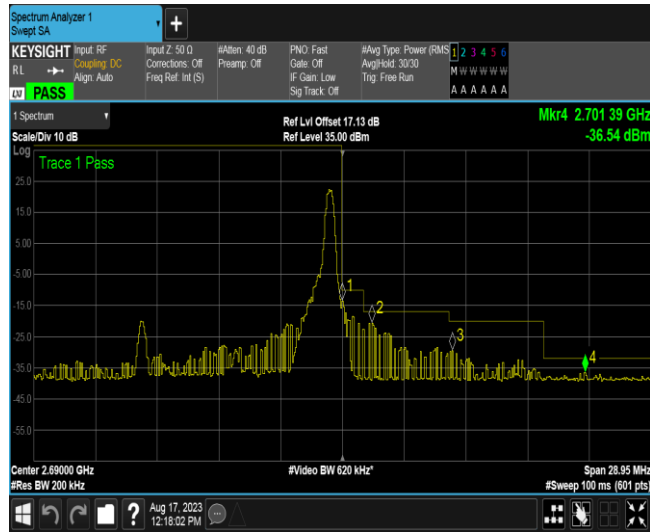 Spectrum Analyzer 1
Swept SA
+
KEYSIGHT
RL
LXI
PASS
Input: RF
Coupling: DC
Align: Auto
Input Z: 50 Ω
Corrections: Off
Freq Ref: Int (S)
#Atten: 40 dB
Preamp: Off
PNO: Fast
Gate: Off
IF Gain: Low
Sig Track: Off
#Avg Type: Power (RMS
Avg|Hold: 30/30
Trig: Free Run
1 2 3 4 5 6
M W W W W W
A A A A A A
1 Spectrum
Scale/Div 10 dB
Ref Lvl Offset 17.13 dB
Ref Level 35.00 dBm
Mkr4 2.701 39 GHz
-36.54 dBm
Log
Trace 1 Pass
25.0
15.0
5.00
-5.00
-15.0
-25.0
-35.0
-45.0
-55.0
1
2
3
4
Center 2.69000 GHz
#Res BW 200 kHz
#Video BW 620 kHz*
Span 28.95 MHz
#Sweep 100 ms (601 pts)
?
Aug 17, 2023
12:18:02 PM